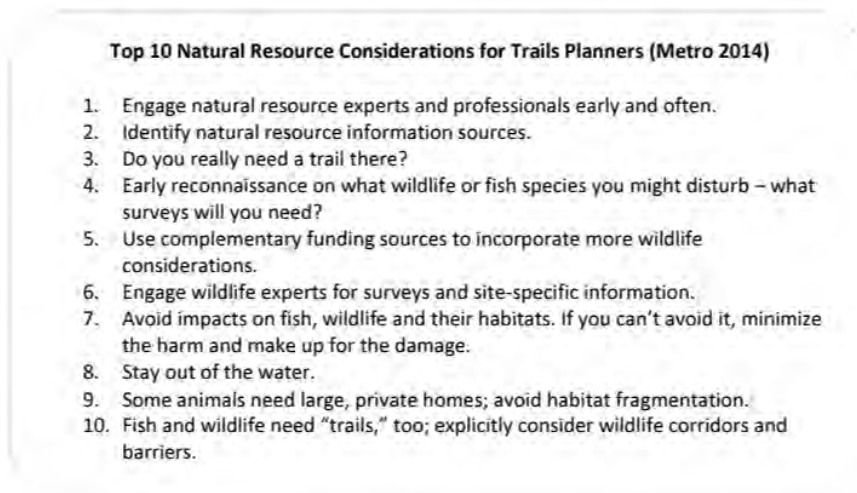 Top 10 Natural Resource Considerations for Trails Planners (Metro 2014)
1. Engage natural resource experts and professionals early and often.
2. Identify natural resource information sources.
3. Do you really need a trail there?
4. Early reconnaissance on what wildlife or fish species you might disturb – what
surveys will you need?
5. Use complementary funding sources to incorporate more wildlife
considerations.
6. Engage wildlife experts for surveys and site-specific information.
7. Avoid impacts on fish, wildlife and their habitats. If you can't avoid it, minimize
the harm and make up for the damage.
8. Stay out of the water.
9. Some animals need large, private homes; avoid habitat fragmentation.
10. Fish and wildlife need "trails," too; explicitly consider wildlife corridors and
barriers.